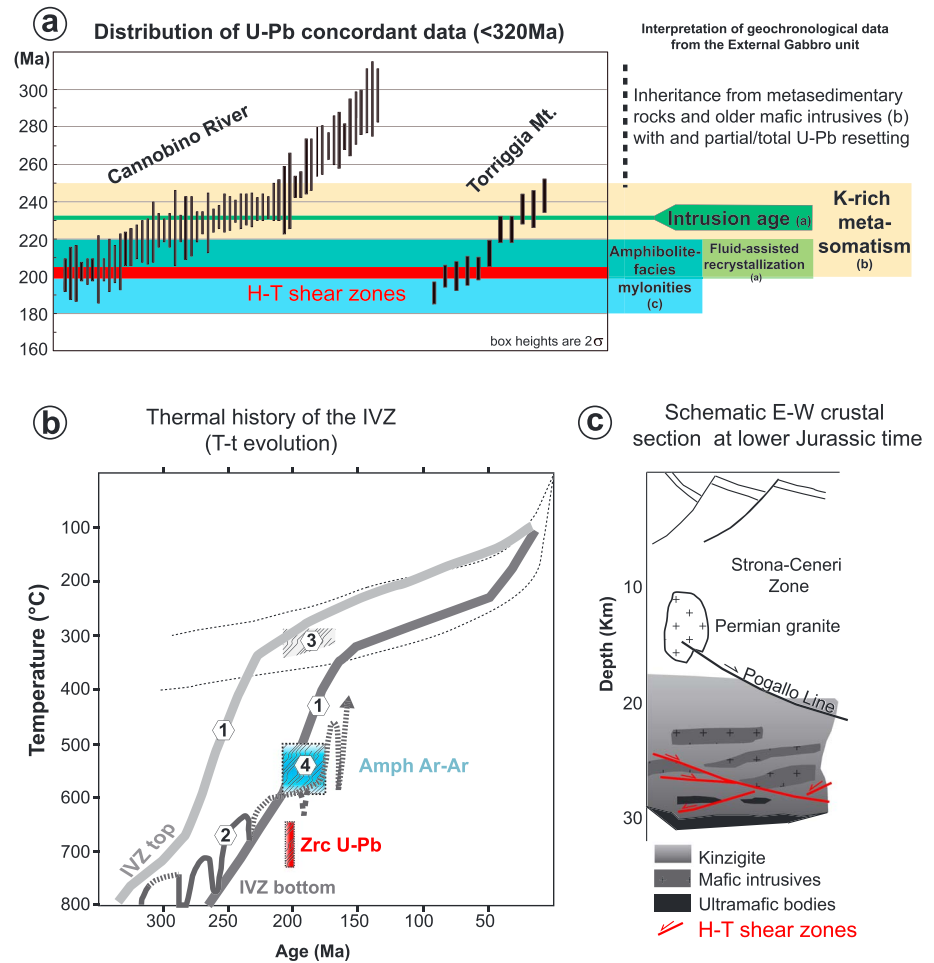 a
Distribution of U-Pb concordant data (<320Ma)
Interpretation of geochronological data
from the External Gabbro unit
(Ma)
300
280
260
240
220
200
180
160
Cannobino River
Torriggia Mt.
H-T shear zones
box heights are 2σ
Inheritance from metasedimentary
rocks and older mafic intrusives (b)
with and partial/total U-Pb resetting
Intrusion age (a)
K-rich
meta-
somatism
(b)
Amphibolite-
facies
mylonities
(c)
Fluid-assisted
recrystallization
(a)
b
Thermal history of the IVZ
(T-t evolution)
Temperature (°C)
100
200
300
400
500
600
700
800
300
250
200
150
100
50
Age (Ma)
IVZ top
IVZ bottom
1
1
2
3
4
Amph Ar-Ar
Zrc U-Pb
c
Schematic E-W crustal
section at lower Jurassic time
Depth (Km)
10
20
30
Strona-Ceneri
Zone
Permian granite
Pogallo Line
Kinzigite
Mafic intrusives
Ultramafic bodies
H-T shear zones